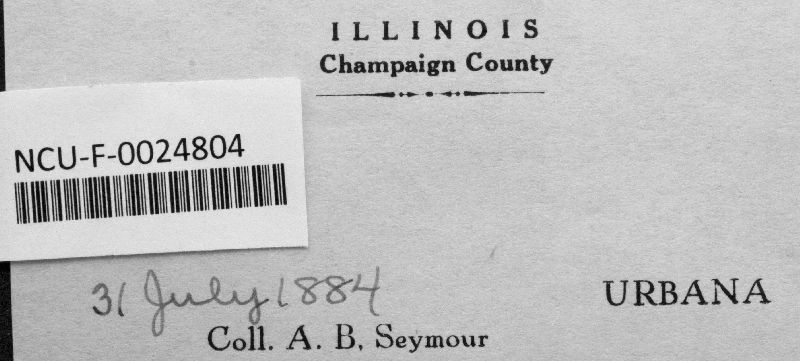 ILLINOIS
Champaign County
NCU-F-0024804
31 July 1884
URBANA
Coll. A. B. Seymour